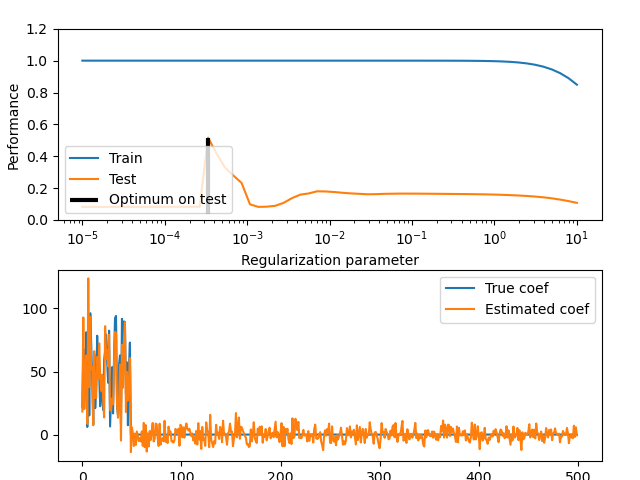 1.2
1.0
0.8
0.6
0.4
0.2
0.0
Performance
Train
Test
Optimum on test
10⁻⁵ 10⁻⁴ 10⁻³ 10⁻² 10⁻¹ 10⁰ 10¹
Regularization parameter
100
50
0
True coef
Estimated coef
0 100 200 300 400 500